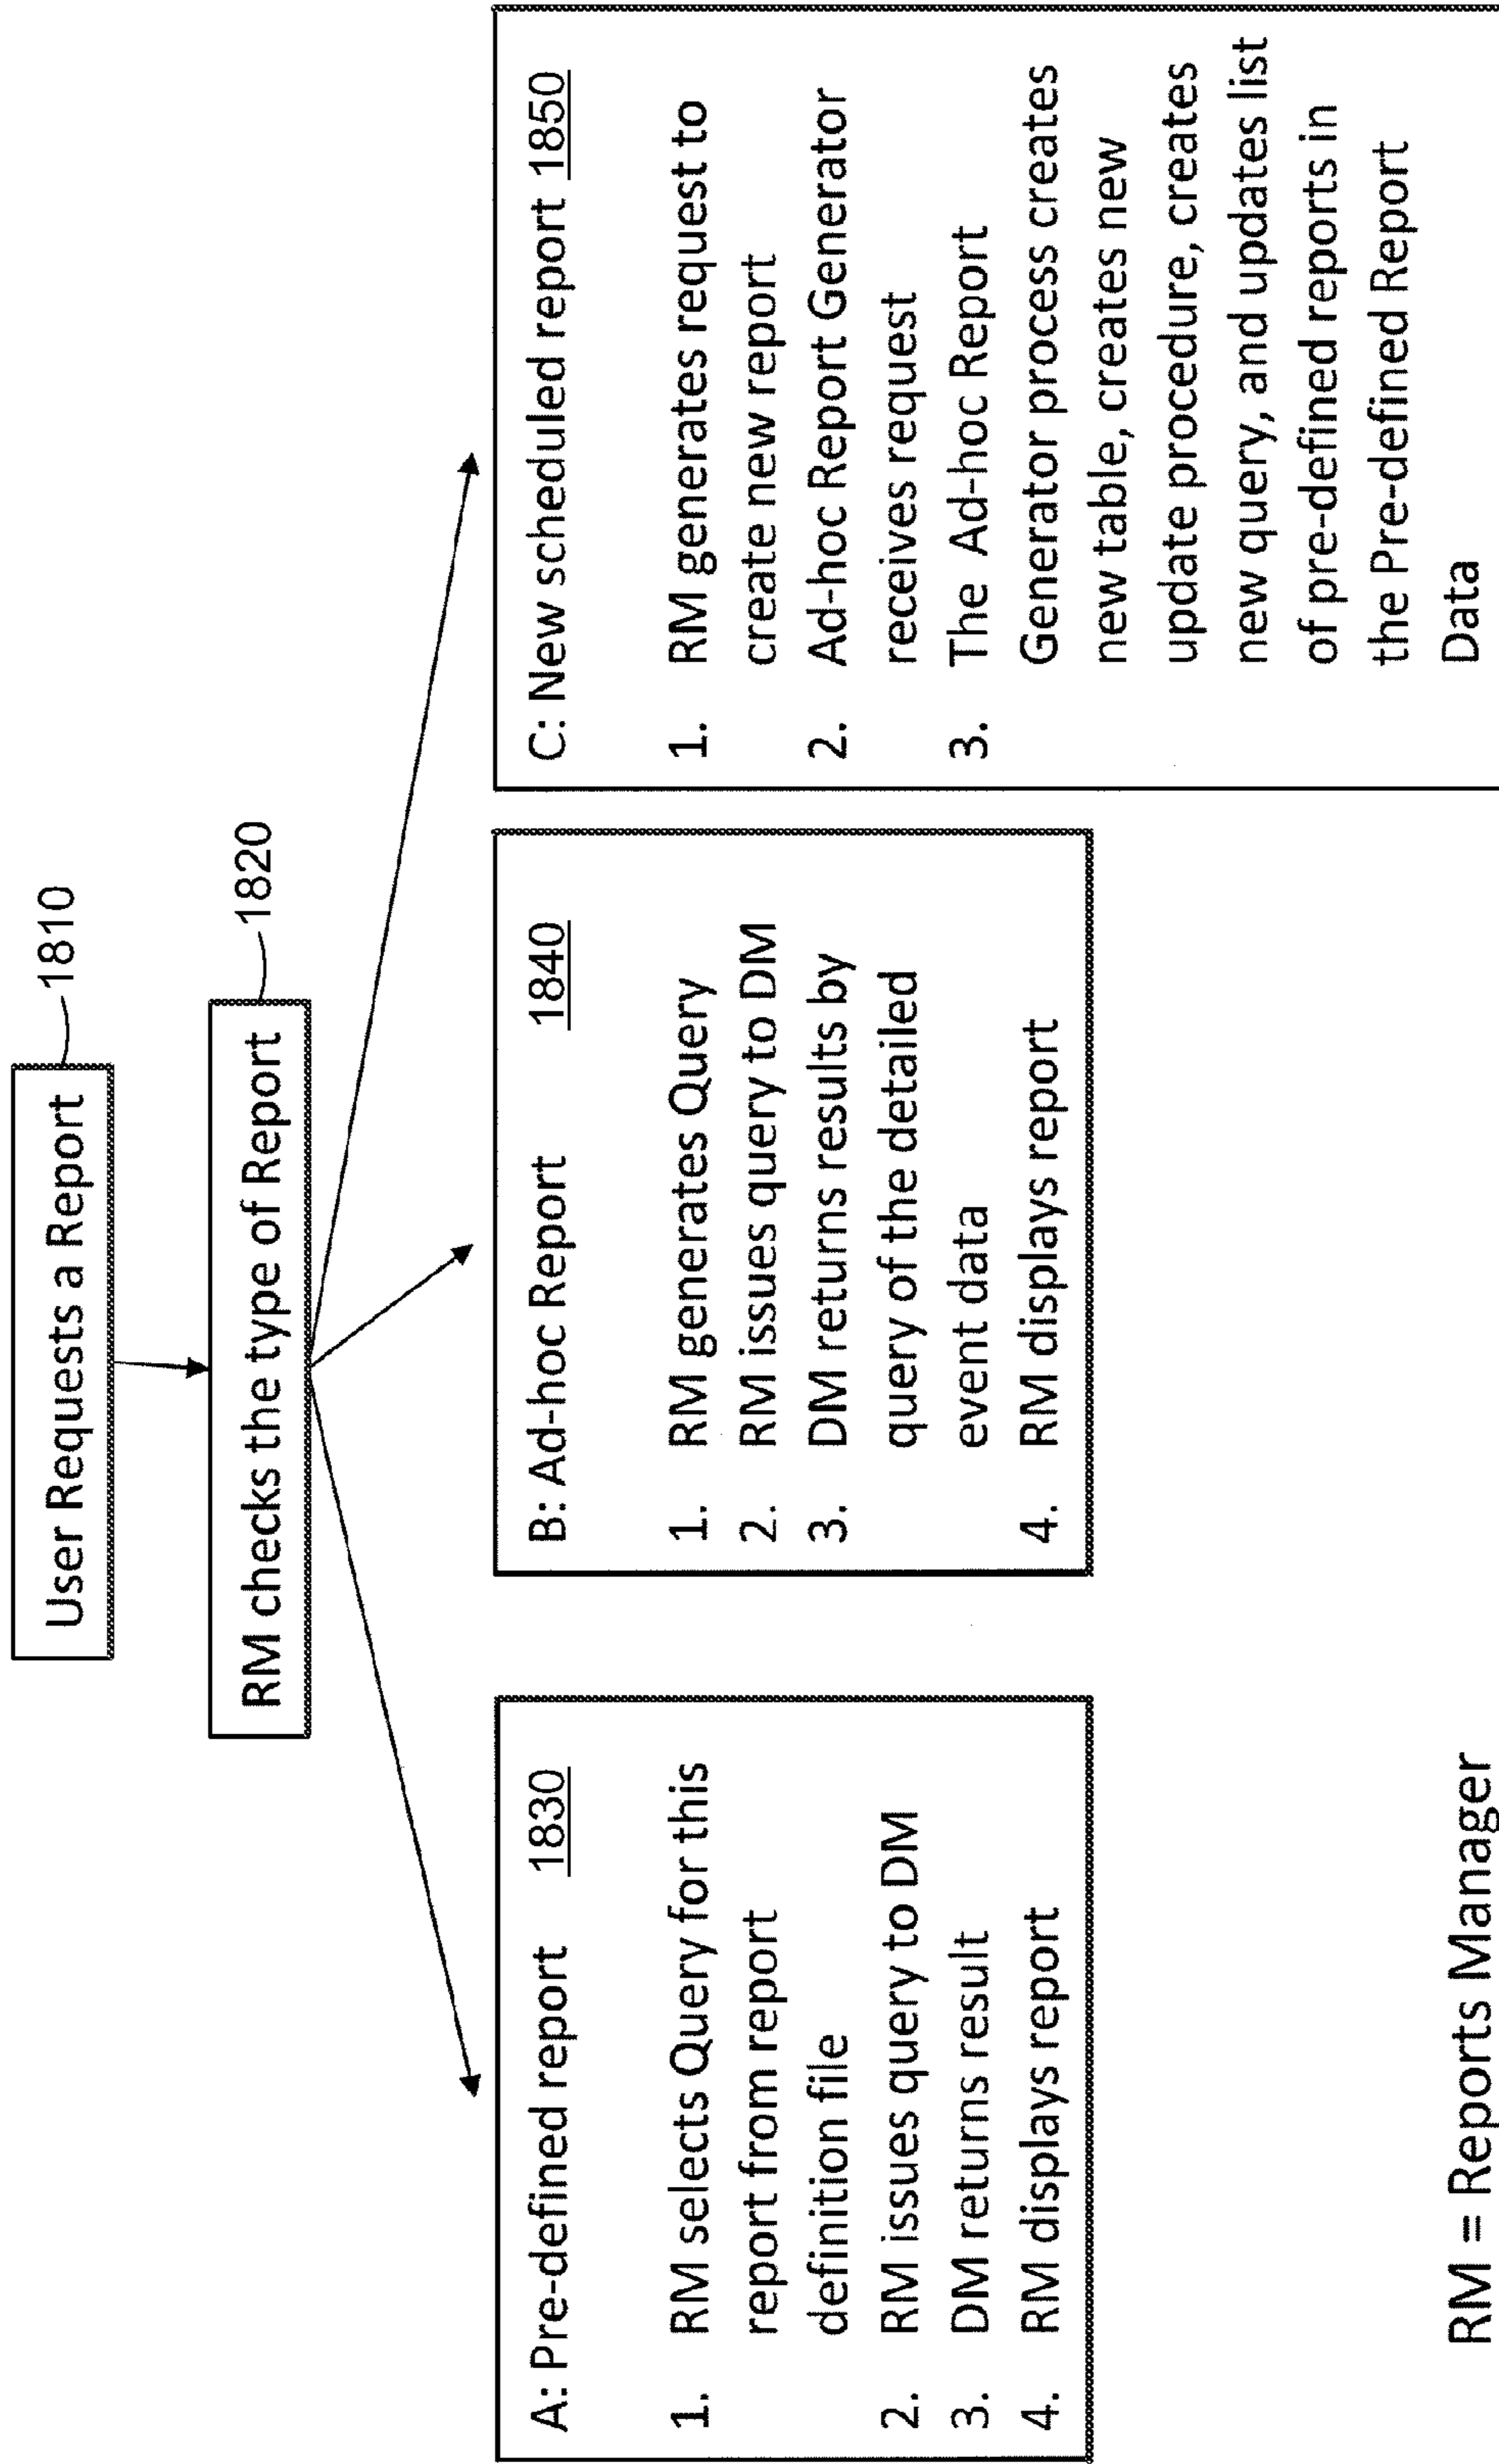 User Requests a Report
1810
RM checks the type of Report
1820
A: Pre-defined report 1830
1. RM selects Query for this
report from report
definition file
2. RM issues query to DM
3. DM returns result
4. RM displays report
B: Ad-hoc Report 1840
1. RM generates Query
2. RM issues query to DM
3. DM returns results by
query of the detailed
event data
4. RM displays report
C: New scheduled report 1850
1. RM generates request to
create new report
2. Ad-hoc Report Generator
receives request
3. The Ad-hoc Report
Generator process creates
new table, creates new
update procedure, creates
new query, and updates list
of pre-defined reports in
the Pre-defined Report
Data
RM = Reports Manager